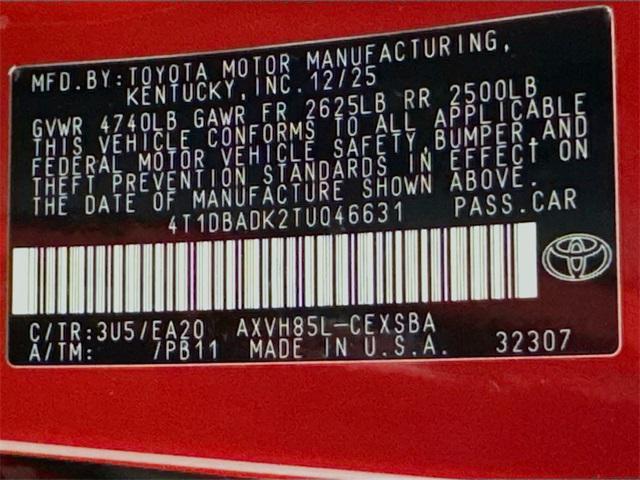 MFD.BY:TOYOTA MOTOR MANUFACTURING,
KENTUCKY,INC.12/25
GVWR 4740LB GAWR FR 2625LB RR 2500LB
THIS VEHICLE CONFORMS TO ALL APPLICABLE
FEDERAL MOTOR VEHICLE SAFETY,BUMPER,AND
THEFT PREVENTION STANDARDS IN EFFECT ON
THE DATE OF MANUFACTURE SHOWN ABOVE.
4T1DBADK2TU046631 PASS.CAR
C/TR:3U5/EA20 AXVH85L-CEXSBA
A/TM: /PB11 MADE IN U.S.A. 32307